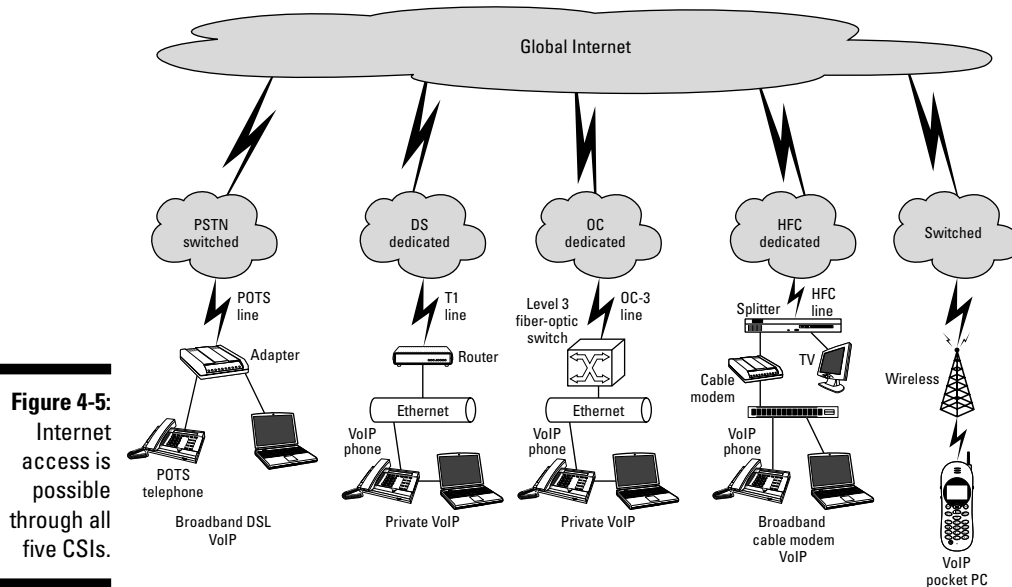 Global Internet
PSTN
switched
DS
dedicated
OC
dedicated
HFC
dedicated
Switched
POTS
line
T1
line
Level 3
fiber-optic
switch
OC-3
line
Splitter
HFC
line
Adapter
Router
Cable
modem
TV
Wireless
Ethernet
Ethernet
POTS
telephone
VoIP
phone
VoIP
phone
VoIP
phone
Broadband DSL
VoIP
Private VoIP
Private VoIP
Broadband
cable modem
VoIP
VoIP
pocket PC
Figure 4-5:
Internet
access is
possible
through all
five CSIs.